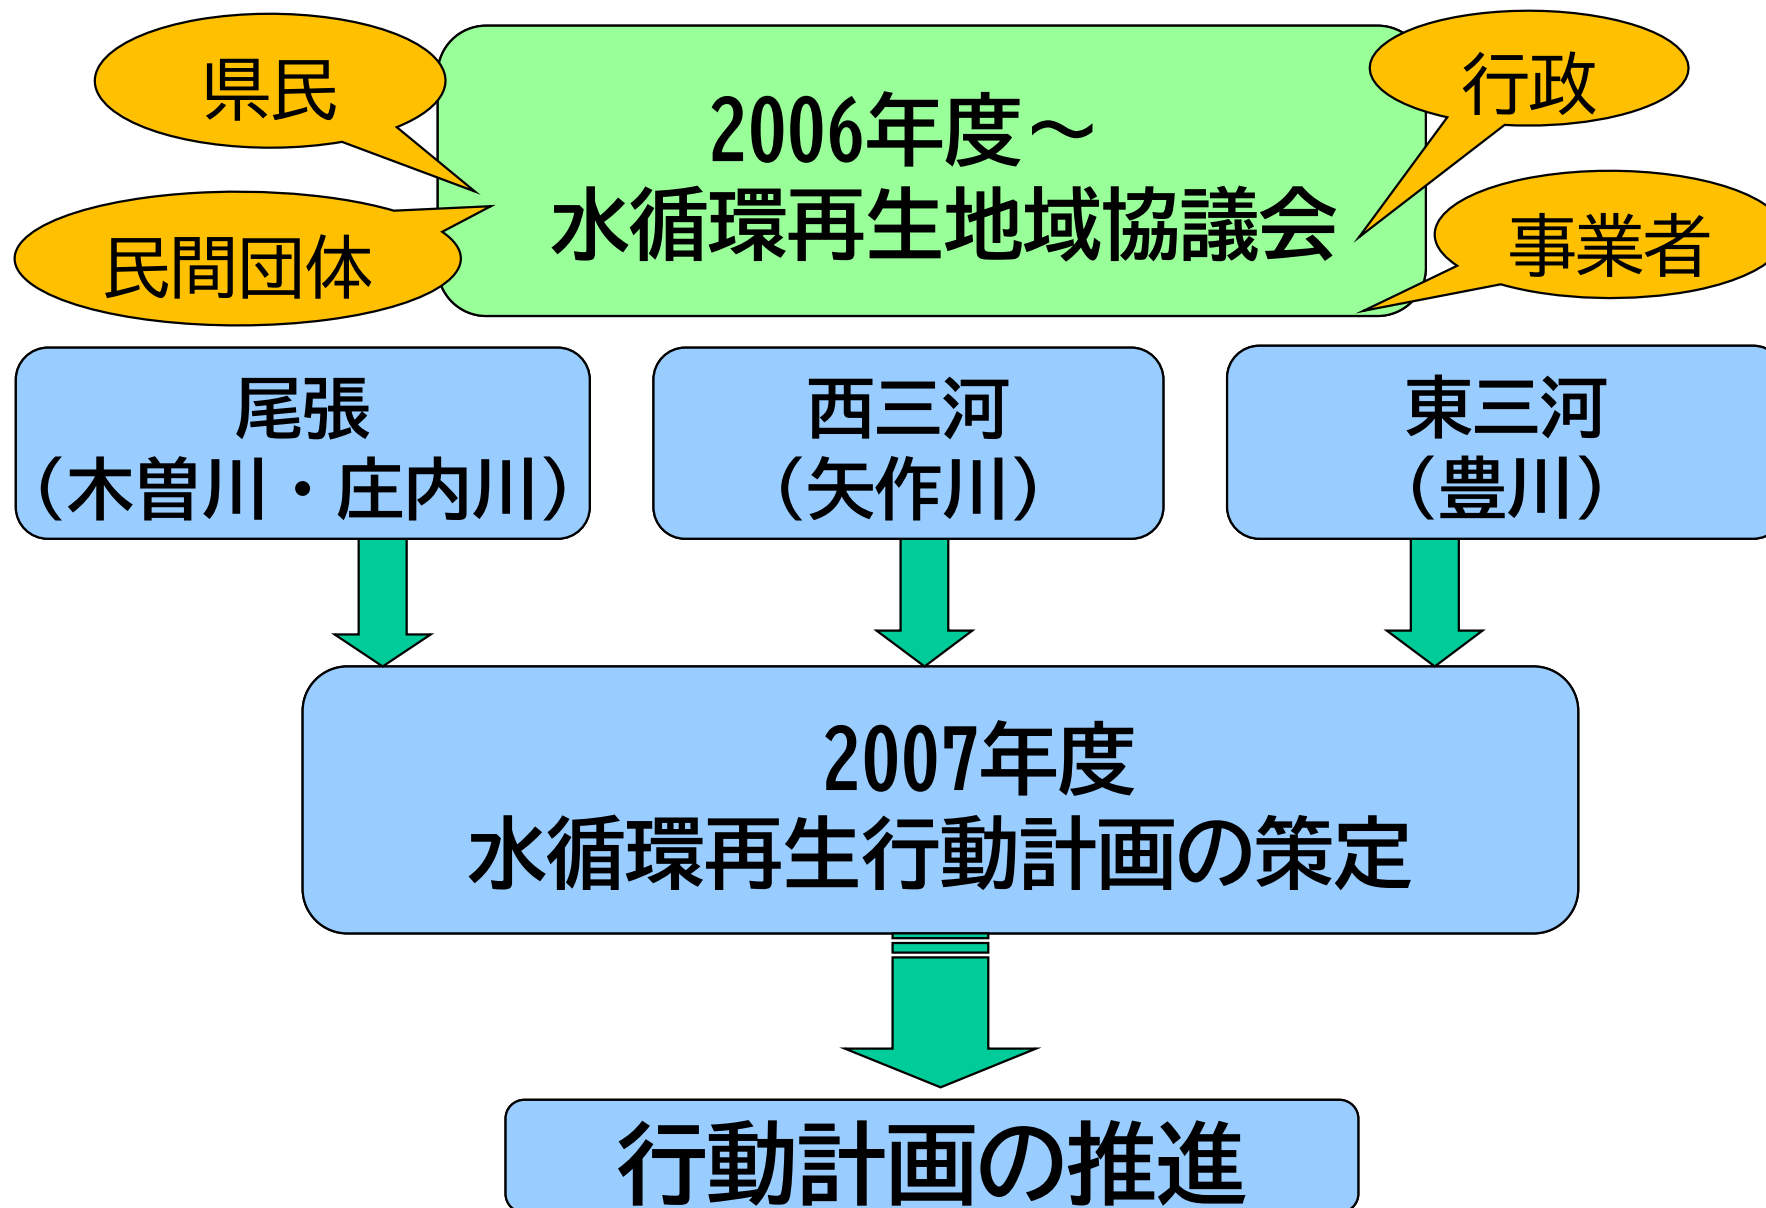 県民
行政
2006年度～
水循環再生地域協議会
民間団体
事業者
尾張
（木曽川・庄内川）
西三河
（矢作川）
東三河
（豊川）
2007年度
水循環再生行動計画の策定
行動計画の推進